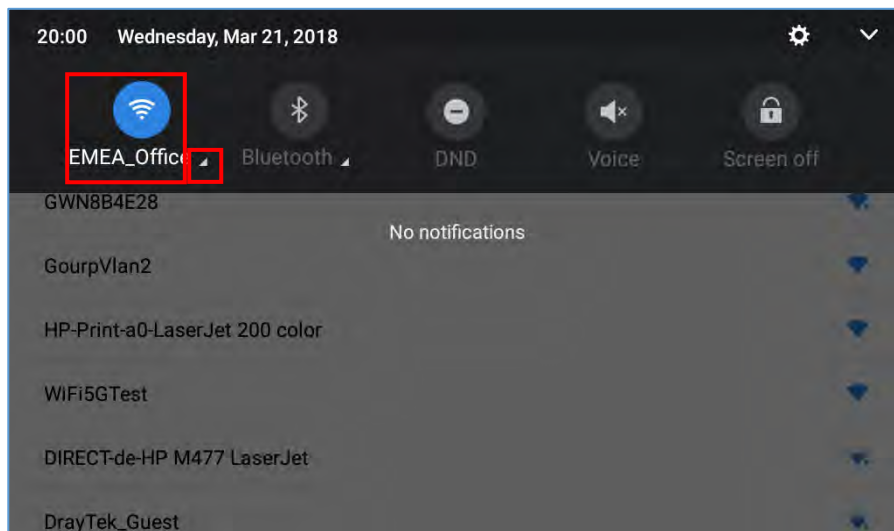 20:00 Wednesday, Mar 21, 2018
EMEA_Office Bluetooth DND Voice Screen off
GWN8B4E28
No notifications
GourpVlan2
HP-Print-a0-LaserJet 200 color
WiFi5GTest
DIRECT-de-HP M477 LaserJet
DrayTek_Guest